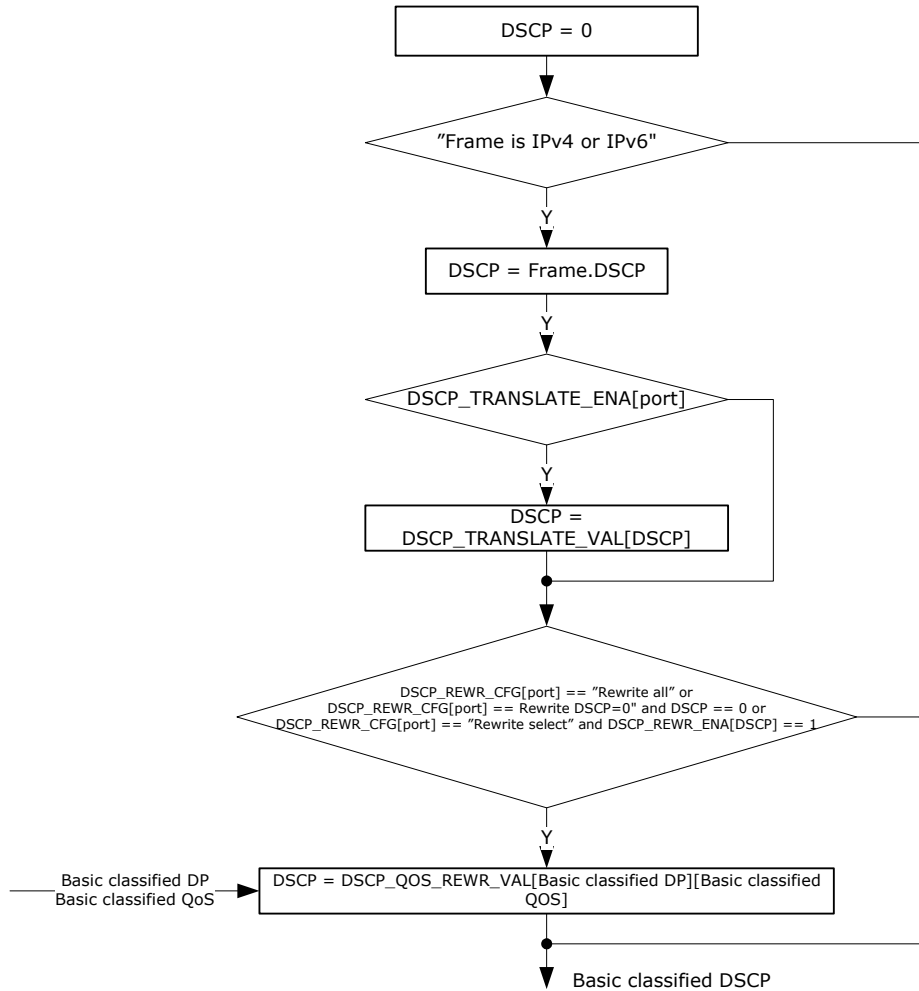 DSCP = 0
"Frame is IPv4 or IPv6"
Y
DSCP = Frame.DSCP
Y
DSCP_TRANSLATE_ENA[port]
Y
DSCP =
DSCP_TRANSLATE_VAL[DSCP]
DSCP_REWR_CFG[port] == "Rewrite all" or
DSCP_REWR_CFG[port] == Rewrite DSCP=0" and DSCP == 0 or
DSCP_REWR_CFG[port] == "Rewrite select" and DSCP_REWR_ENA[DSCP] == 1
Y
Basic classified DP
Basic classified QoS
DSCP = DSCP_QOS_REWR_VAL[Basic classified DP][Basic classified
QOS]
Basic classified DSCP